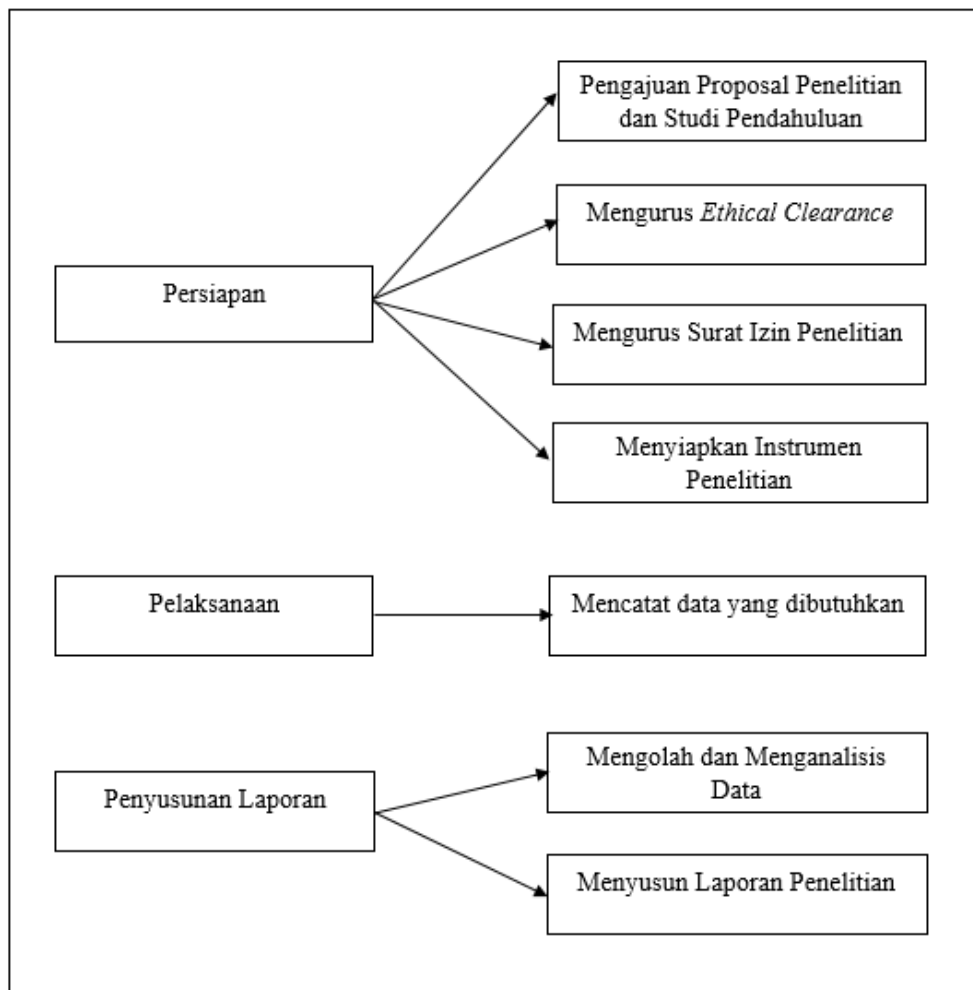 Persiapan
Pengajuan Proposal Penelitian
dan Studi Pendahuluan
Mengurus Ethical Clearance
Mengurus Surat Izin Penelitian
Menyiapkan Instrumen
Penelitian
Pelaksanaan
Mencatat data yang dibutuhkan
Penyusunan Laporan
Mengolah dan Menganalisis
Data
Menyusun Laporan Penelitian